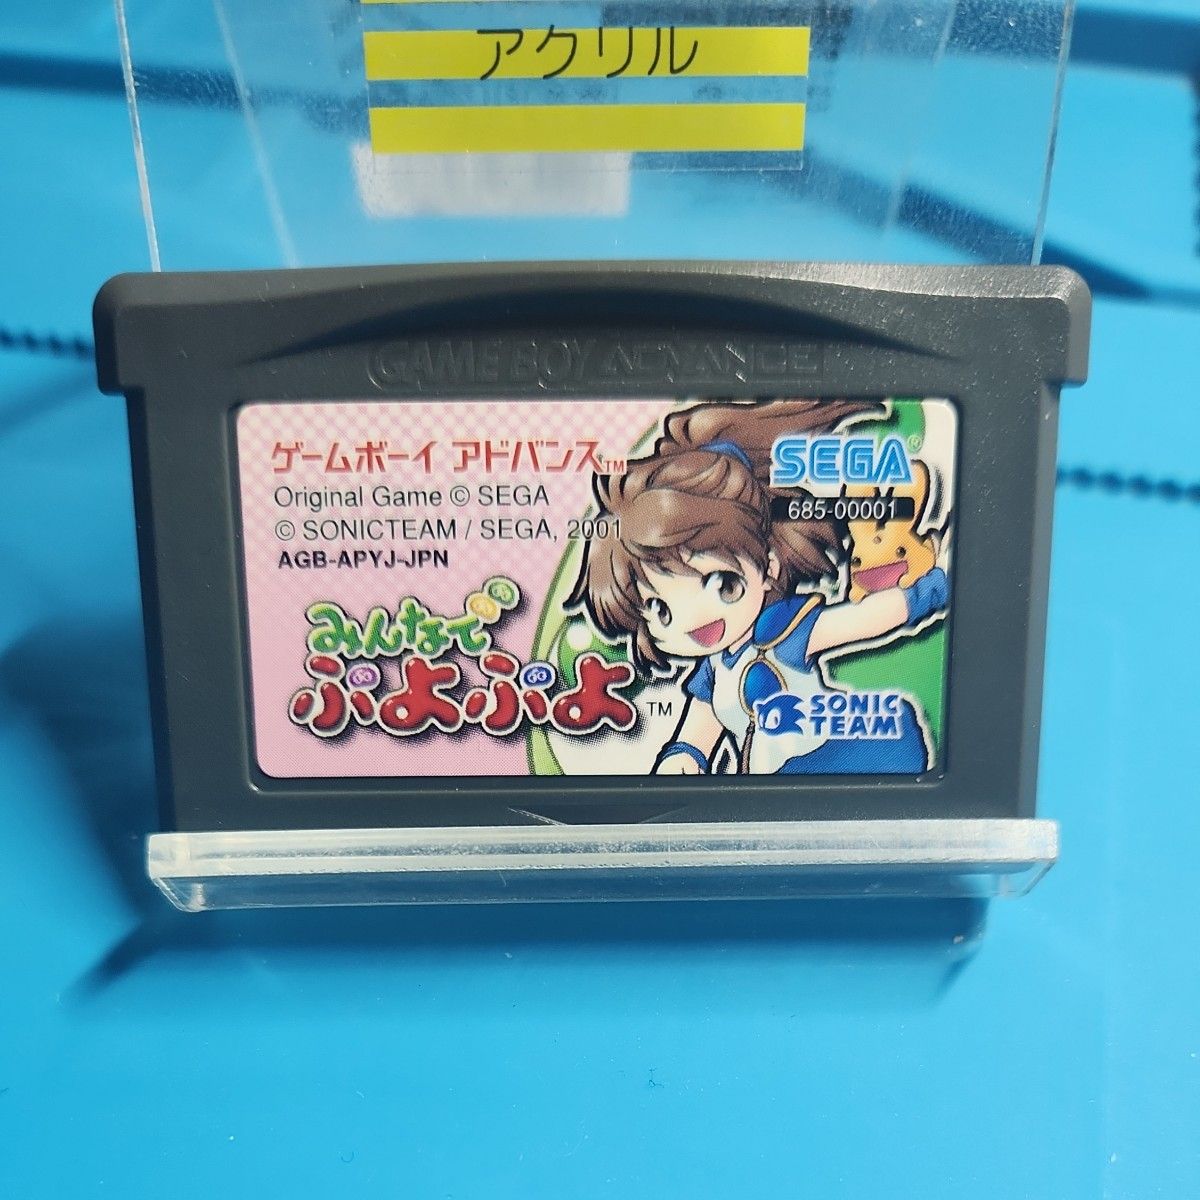 アクリル
GAME BOY ADVANCE
ゲームボーイ アドバンス™
SEGA®
Original Game © SEGA
685-00001
© SONICTEAM / SEGA, 2001
AGB-APYJ-JPN
みんなで
ぷよぷよ™
SONIC
TEAM